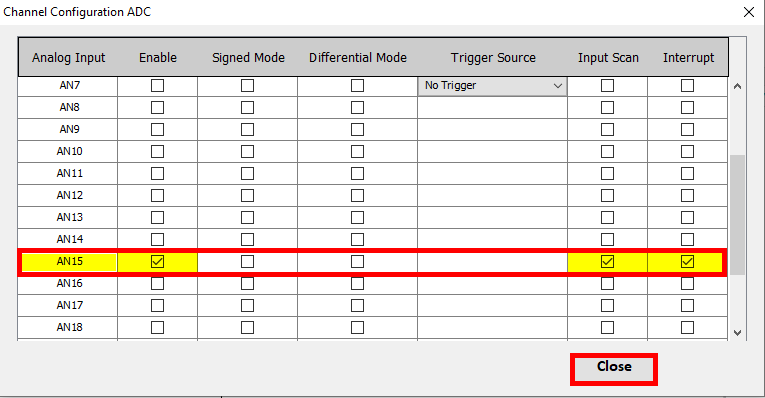 Channel Configuration ADC
Analog Input Enable Signed Mode Differential Mode Trigger Source Input Scan Interrupt
AN7 No Trigger
AN8
AN9
AN10
AN11
AN12
AN13
AN14
AN15
AN16
AN17
AN18
Close